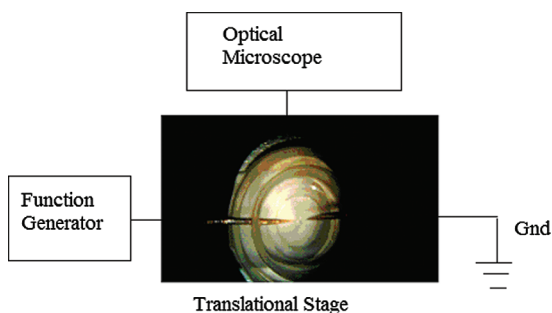 Optical
Microscope
Function
Generator
Gnd
Translational Stage